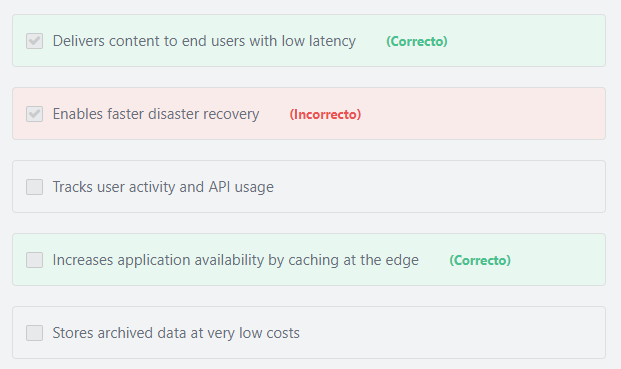 Delivers content to end users with low latency (Correcto)
Enables faster disaster recovery (Incorrecto)
Tracks user activity and API usage
Increases application availability by caching at the edge (Correcto)
Stores archived data at very low costs